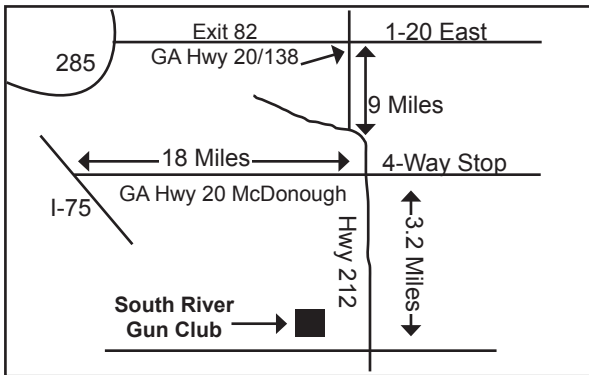 Exit 82
1-20 East
285
GA Hwy 20/138
9 Miles
18 Miles
4-Way Stop
GA Hwy 20 McDonough
I-75
Hwy 212
3.2 Miles
South River
Gun Club